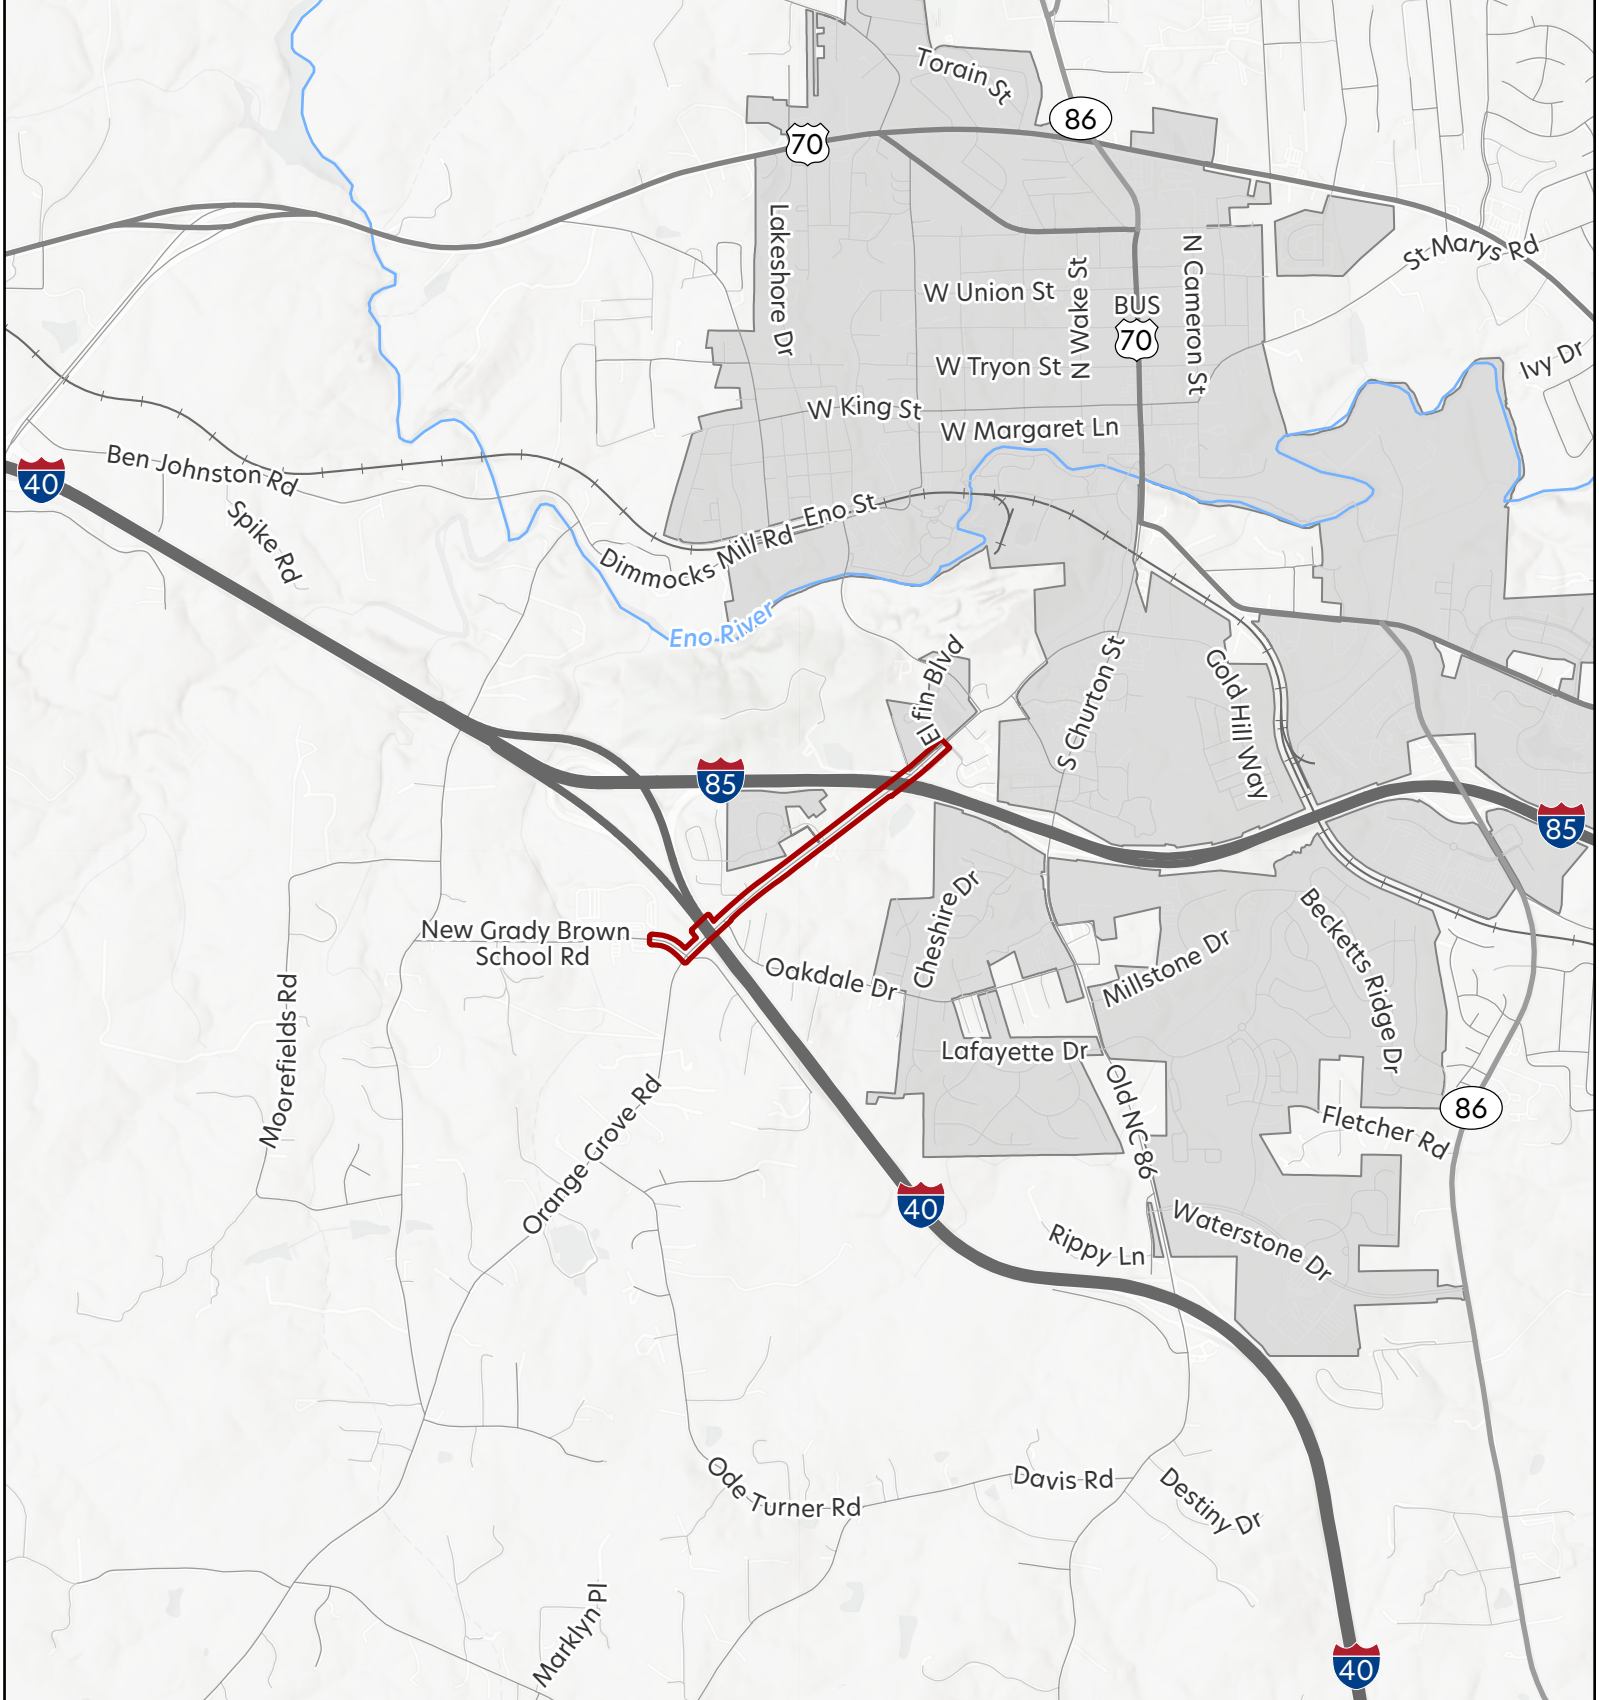 Torain St
86
70
Lakeshore Dr
N Cameron St
St Marys Rd
W Union St
N Wake St
BUS
70
W Tryon St
Ivy Dr
W King St
W Margaret Ln
Ben Johnston Rd
40
Spike Rd
Eno St
Dimmocks Mill Rd
Eno River
Elfin Blvd
S Churton St
Gold Hill Way
85
85
Cheshire Dr
Becketts Ridge Dr
New Grady Brown
School Rd
Millstone Dr
Oakdale Dr
Moorefields Rd
Lafayette Dr
Old NC 86
86
Orange Grove Rd
Fletcher Rd
40
Rippy Ln
Waterstone Dr
Ode Turner Rd
Davis Rd
Destiny Dr
Marklyn Pl
40